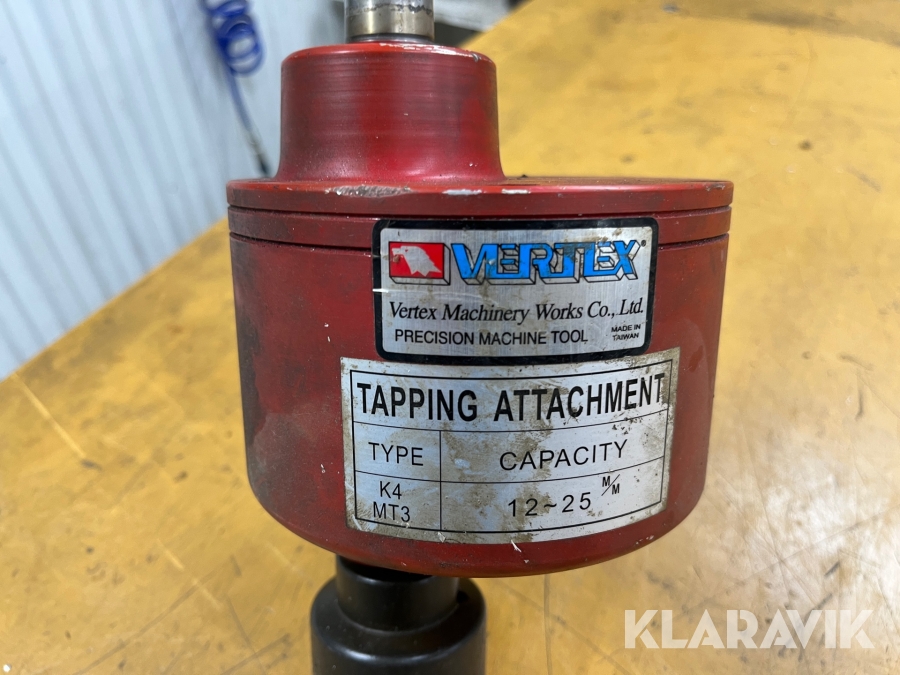 VERTEX®
Vertex Machinery Works Co., Ltd.
PRECISION MACHINE TOOL MADE IN TAIWAN
TAPPING ATTACHMENT
TYPE CAPACITY
K4
MT3
12~25 M/M
KLARAVIK